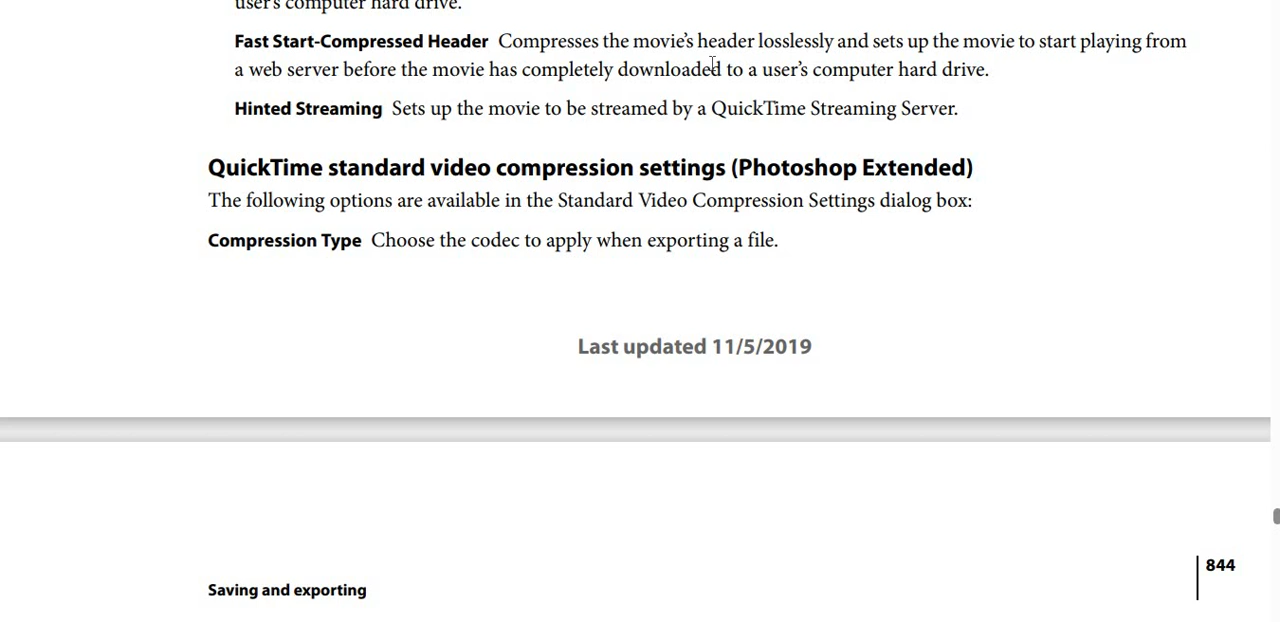 user's computer hard drive.
Fast Start-Compressed Header Compresses the movie's header losslessly and sets up the movie to start playing from
a web server before the movie has completely downloaded to a user's computer hard drive.
Hinted Streaming Sets up the movie to be streamed by a QuickTime Streaming Server.
QuickTime standard video compression settings (Photoshop Extended)
The following options are available in the Standard Video Compression Settings dialog box:
Compression Type Choose the codec to apply when exporting a file.
Last updated 11/5/2019
844
Saving and exporting